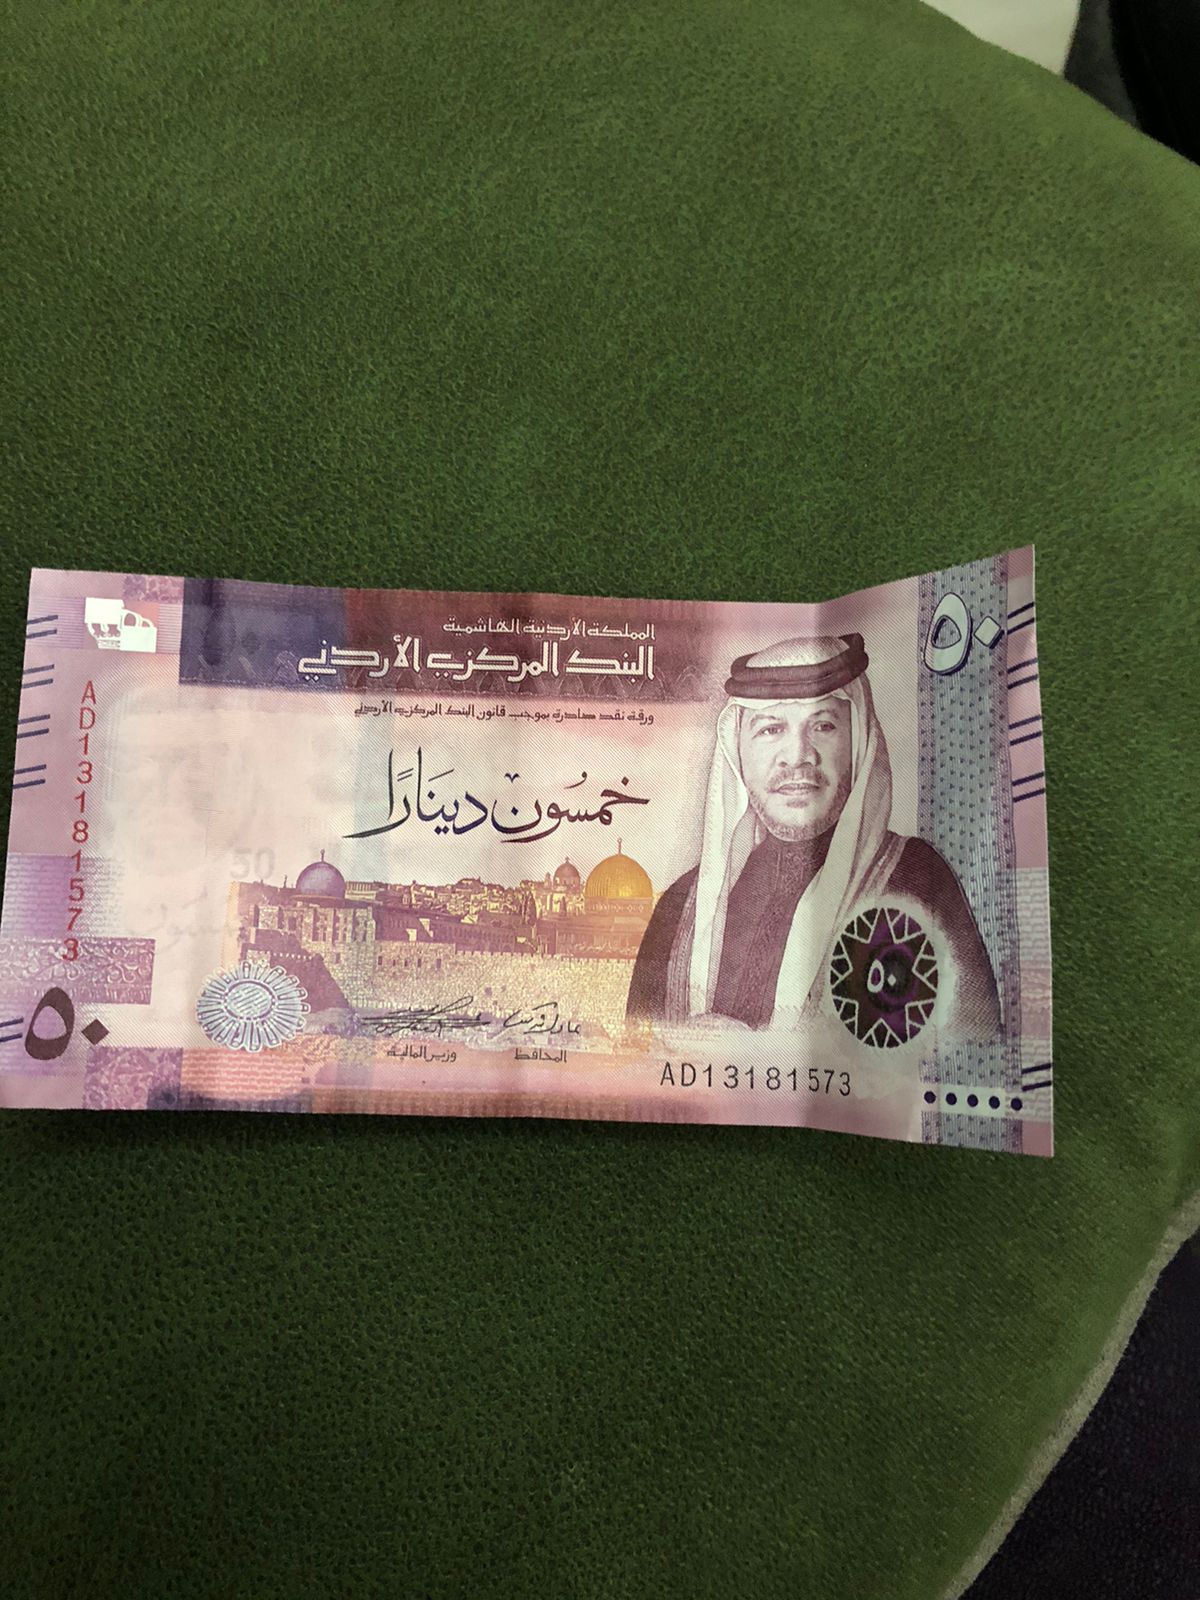 المملكة الأردنية الهاشمية
البنك المركزي الأردني
ورقة نقد صادرة بموجب قانون البنك المركزي الأردني
خمسون دينارًا
٥٠
AD13181573
50
٥٠
٥٠
المحافظ
وزير المالية
AD13181573